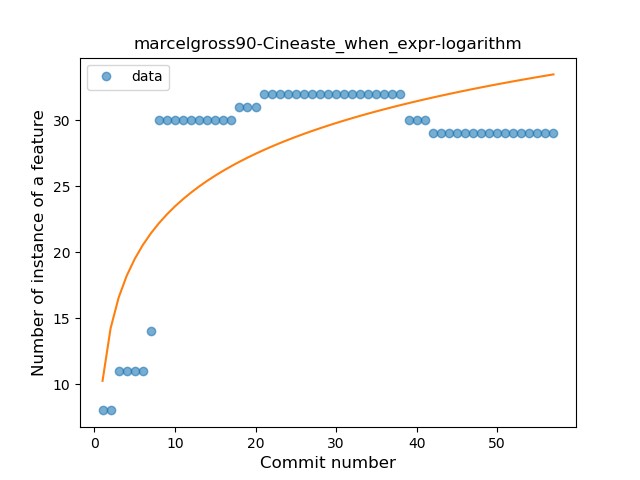 marcelgross90-Cineaste_when_expr-logarithm
data
Number of instance of a feature
30
25
20
15
10
0 10 20 30 40 50
Commit number